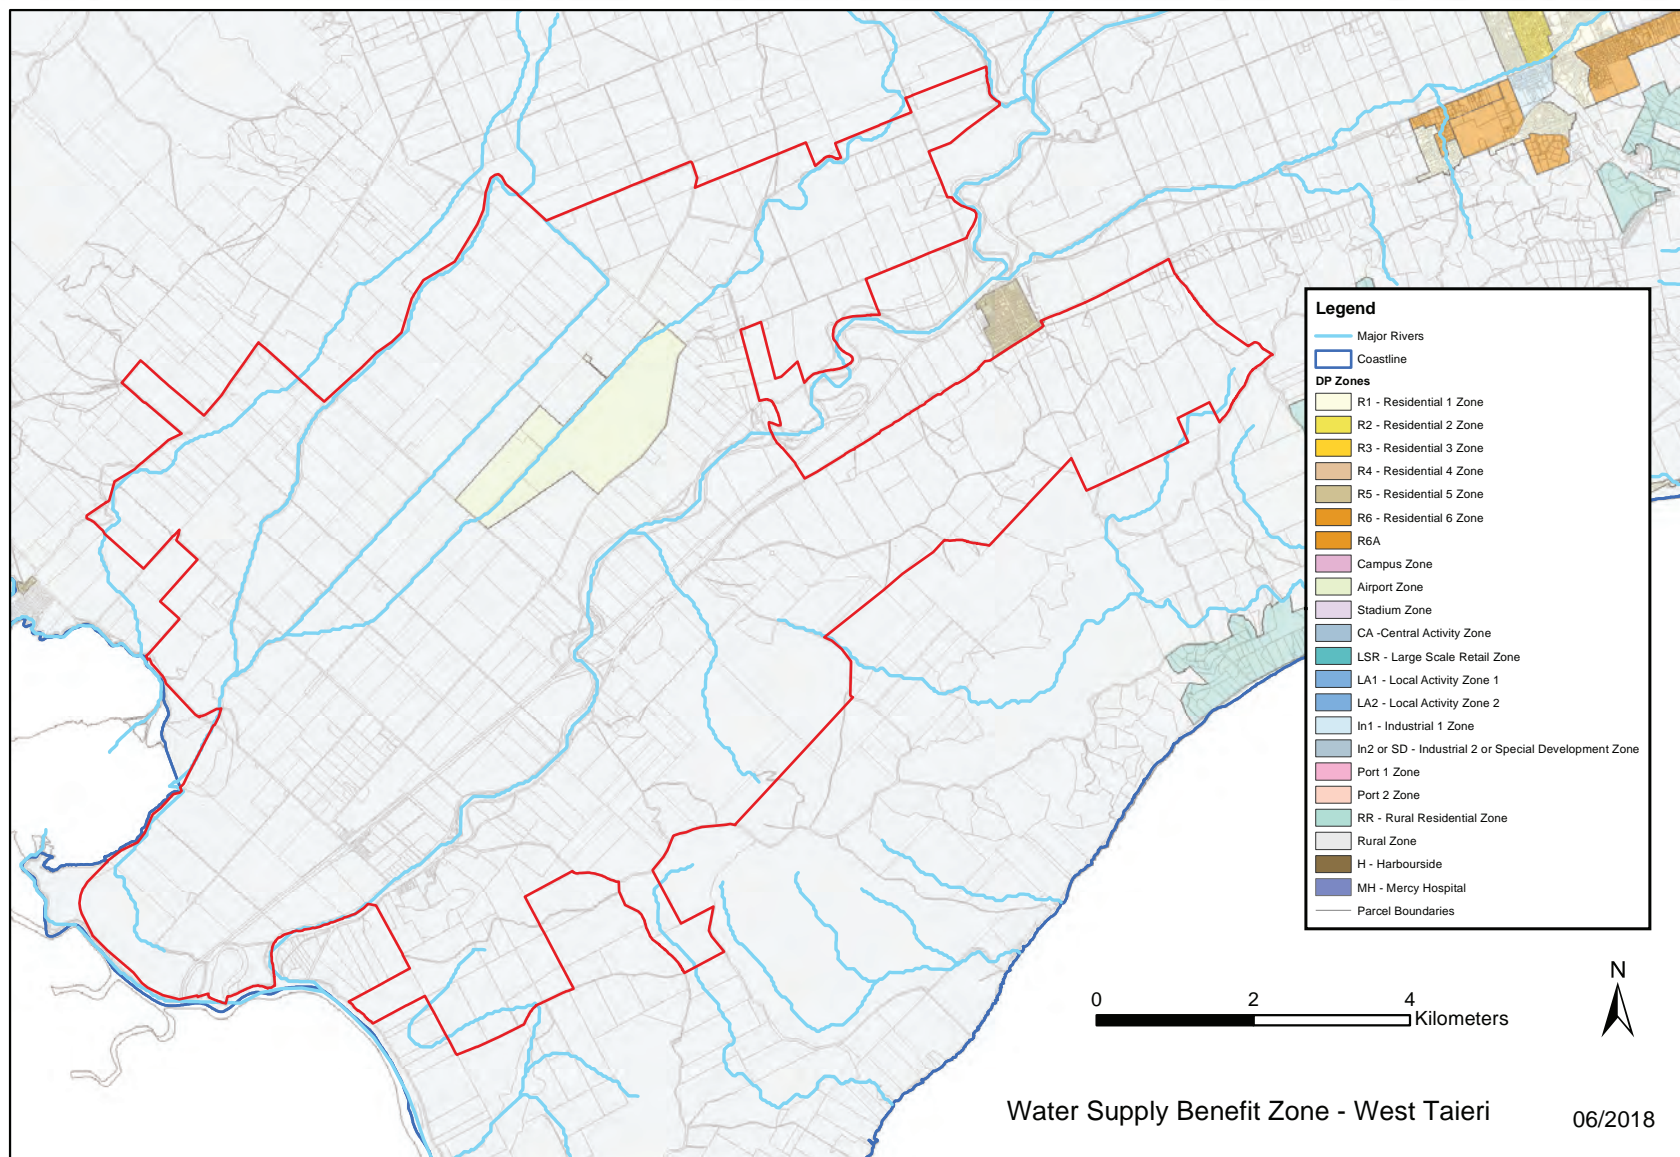 Legend
Major Rivers
Coastline
DP Zones
R1 - Residential 1 Zone
R2 - Residential 2 Zone
R3 - Residential 3 Zone
R4 - Residential 4 Zone
R5 - Residential 5 Zone
R6 - Residential 6 Zone
R6A
Campus Zone
Airport Zone
Stadium Zone
CA -Central Activity Zone
LSR - Large Scale Retail Zone
LA1 - Local Activity Zone 1
LA2 - Local Activity Zone 2
In1 - Industrial 1 Zone
In2 or SD - Industrial 2 or Special Development Zone
Port 1 Zone
Port 2 Zone
RR - Rural Residential Zone
Rural Zone
H - Harbourside
MH - Mercy Hospital
Parcel Boundaries
N
0 2 4
Kilometers
Water Supply Benefit Zone - West Taieri
06/2018